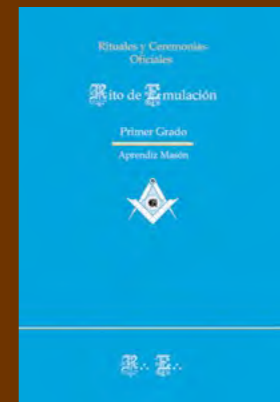 Rituales y Ceremonias
Oficiales
Rito de Emulación
Primer Grado
Aprendiz Masón
G
R∴ E∴